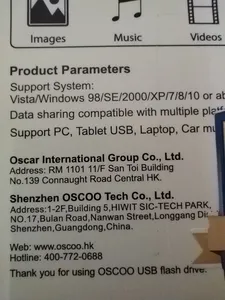 Images Music Videos
Product Parameters
Support System:
Vista/Windows 98/SE/2000/XP/7/8/10 or ab
Data sharing compatible with multiple platf
Support PC, Tablet USB, Laptop, Car mu
Oscar International Group Co., Ltd.
Address: RM 1101 11/F San Toi Building
No.139 Connaught Road Central HK.
Shenzhen OSCOO Tech Co., Ltd.
Address:1-2F,Building 5,HIWIT SIC-TECH PARK,
NO.17,Bulan Road,Nanwan Street,Longgang Di
Shenzhen,Guangdong,China.
Web: www.oscoo.hk
Hotline: 400-772-0688
Thank you for using OSCOO USB flash drive.